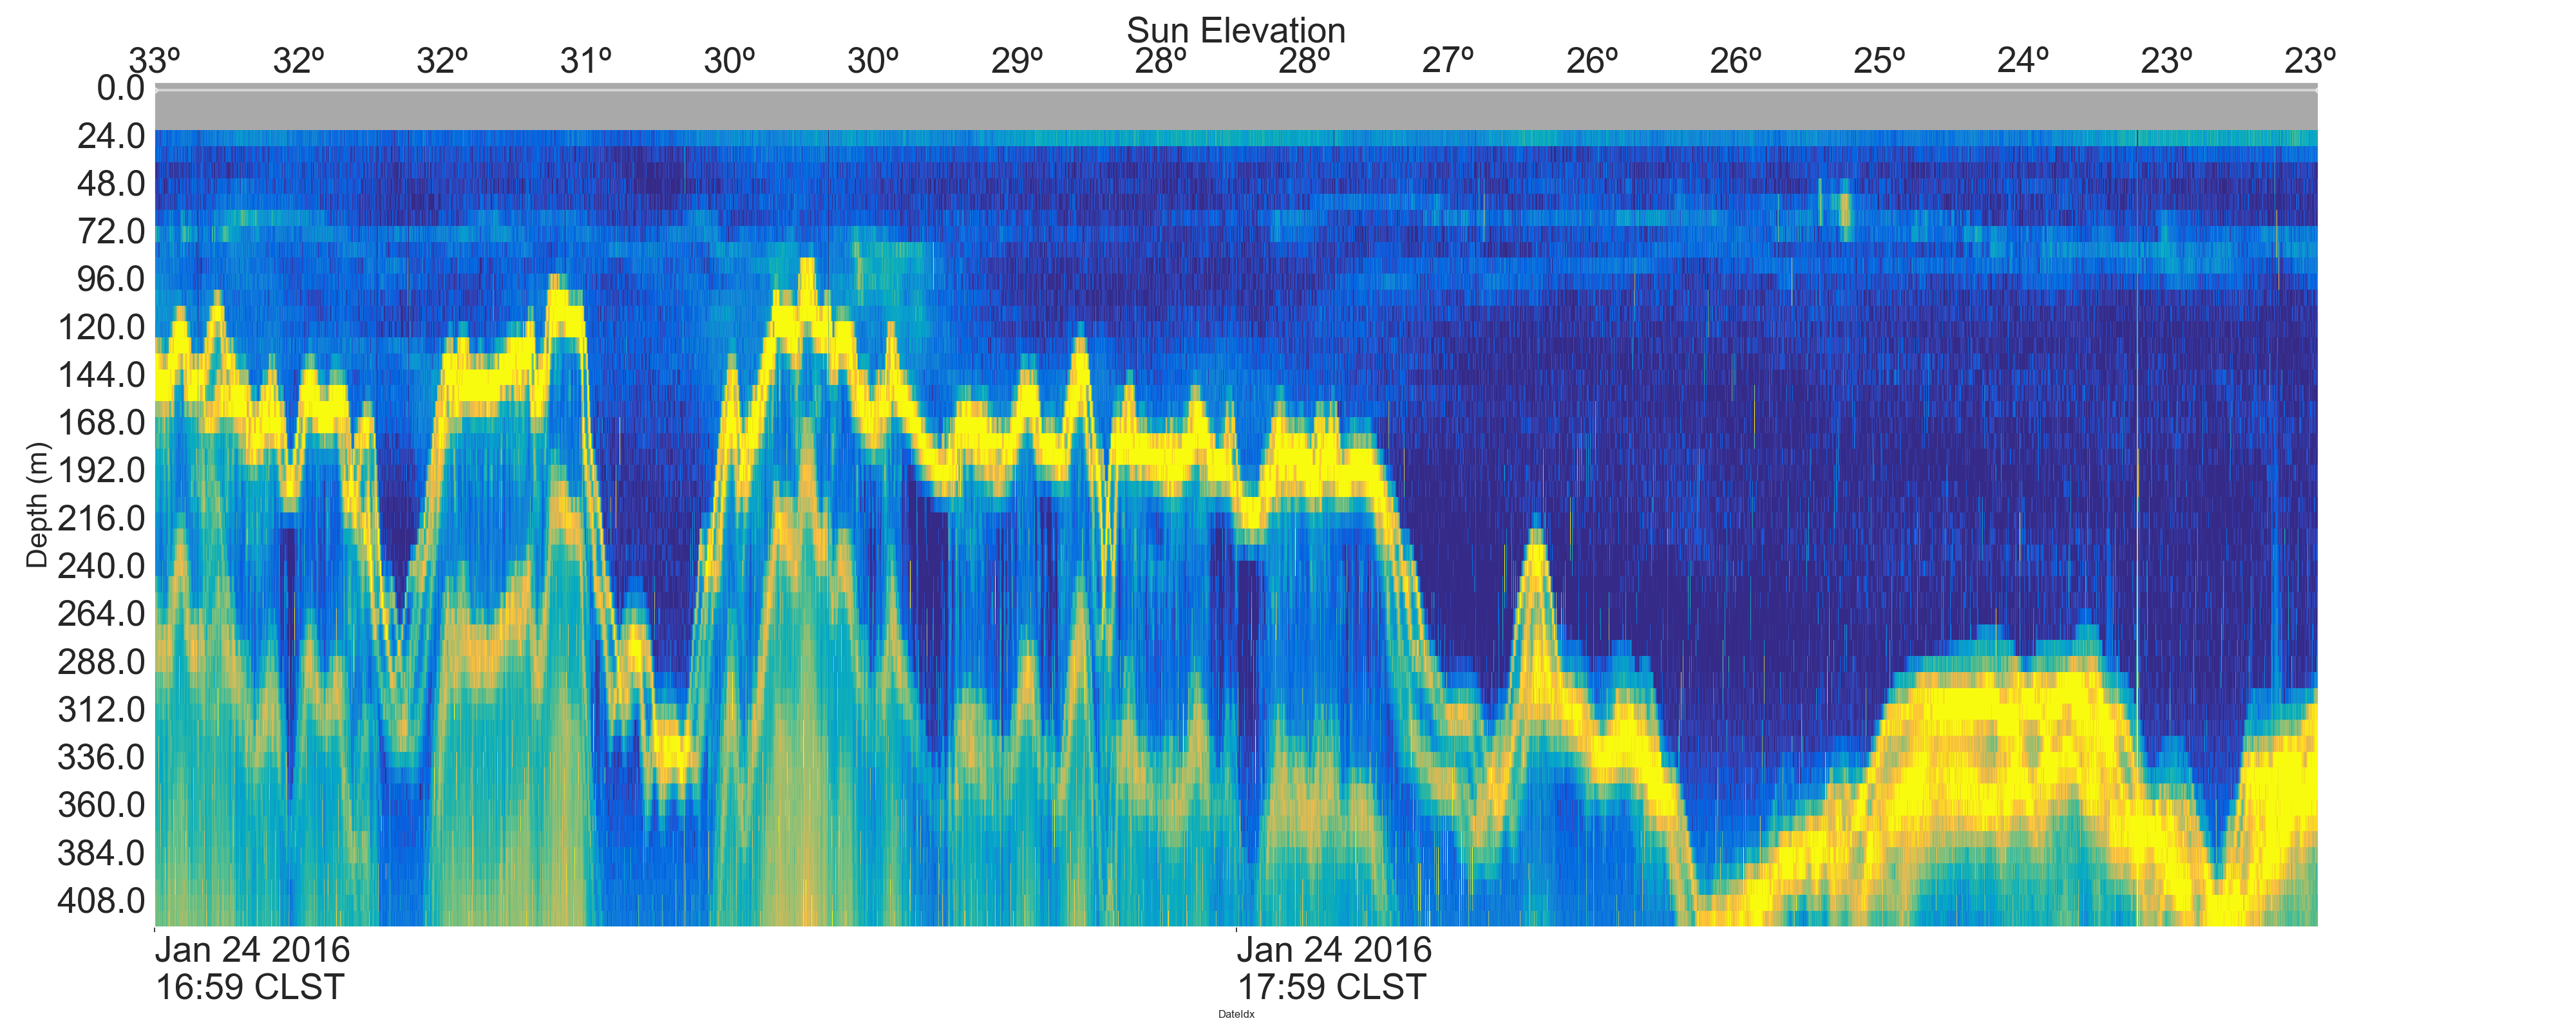 Sun Elevation
33º 32º 32º 31º 30º 30º 29º 28º 28º 27º 26º 26º 25º 24º 23º 23º
0.0
24.0
48.0
72.0
96.0
120.0
144.0
168.0
192.0
216.0
240.0
264.0
288.0
312.0
336.0
360.0
384.0
408.0
Depth (m)
Jan 24 2016
16:59 CLST
Jan 24 2016
17:59 CLST
DateIdx